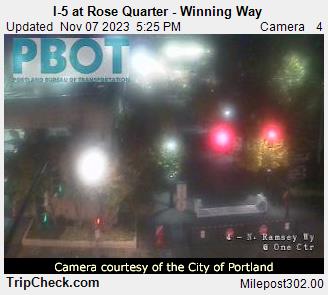 I-5 at Rose Quarter - Winning Way
Updated Nov 07 2023 5:25 PM Camera 4
PBOT
PORTLAND BUREAU OF TRANSPORTATION
4 - N. Ramsey Wy
@ One Ctr
Camera courtesy of the City of Portland
TripCheck.com Milepost302.00